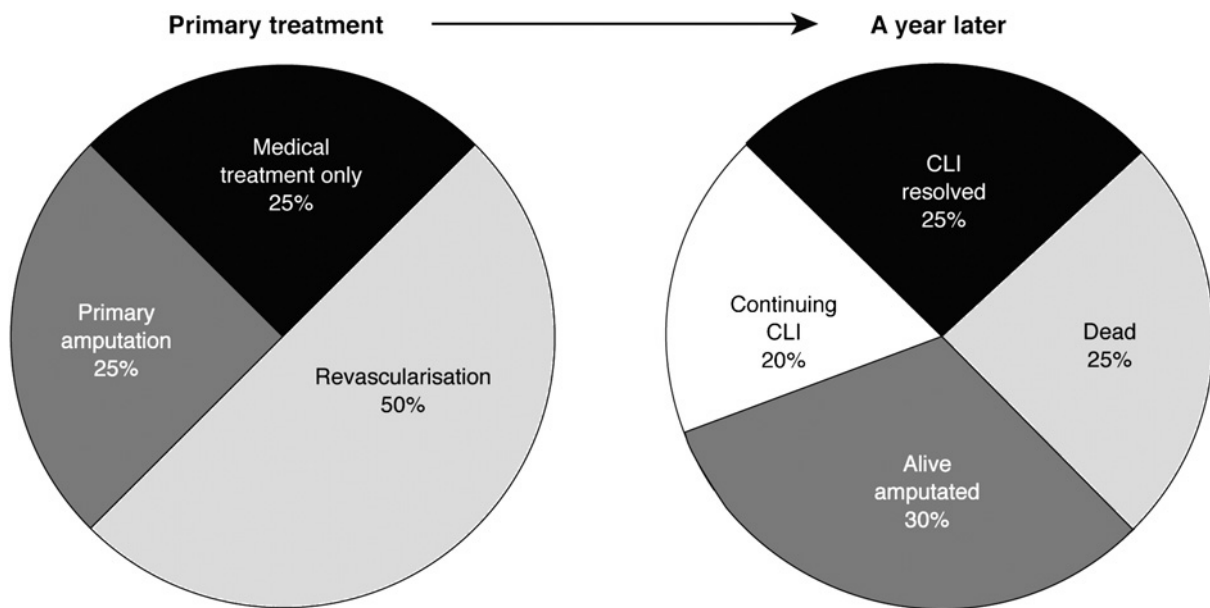 Primary treatment
A year later
Medical
treatment only
25%
Primary
amputation
25%
Revascularisation
50%
CLI
resolved
25%
Continuing
CLI
20%
Dead
25%
Alive
amputated
30%